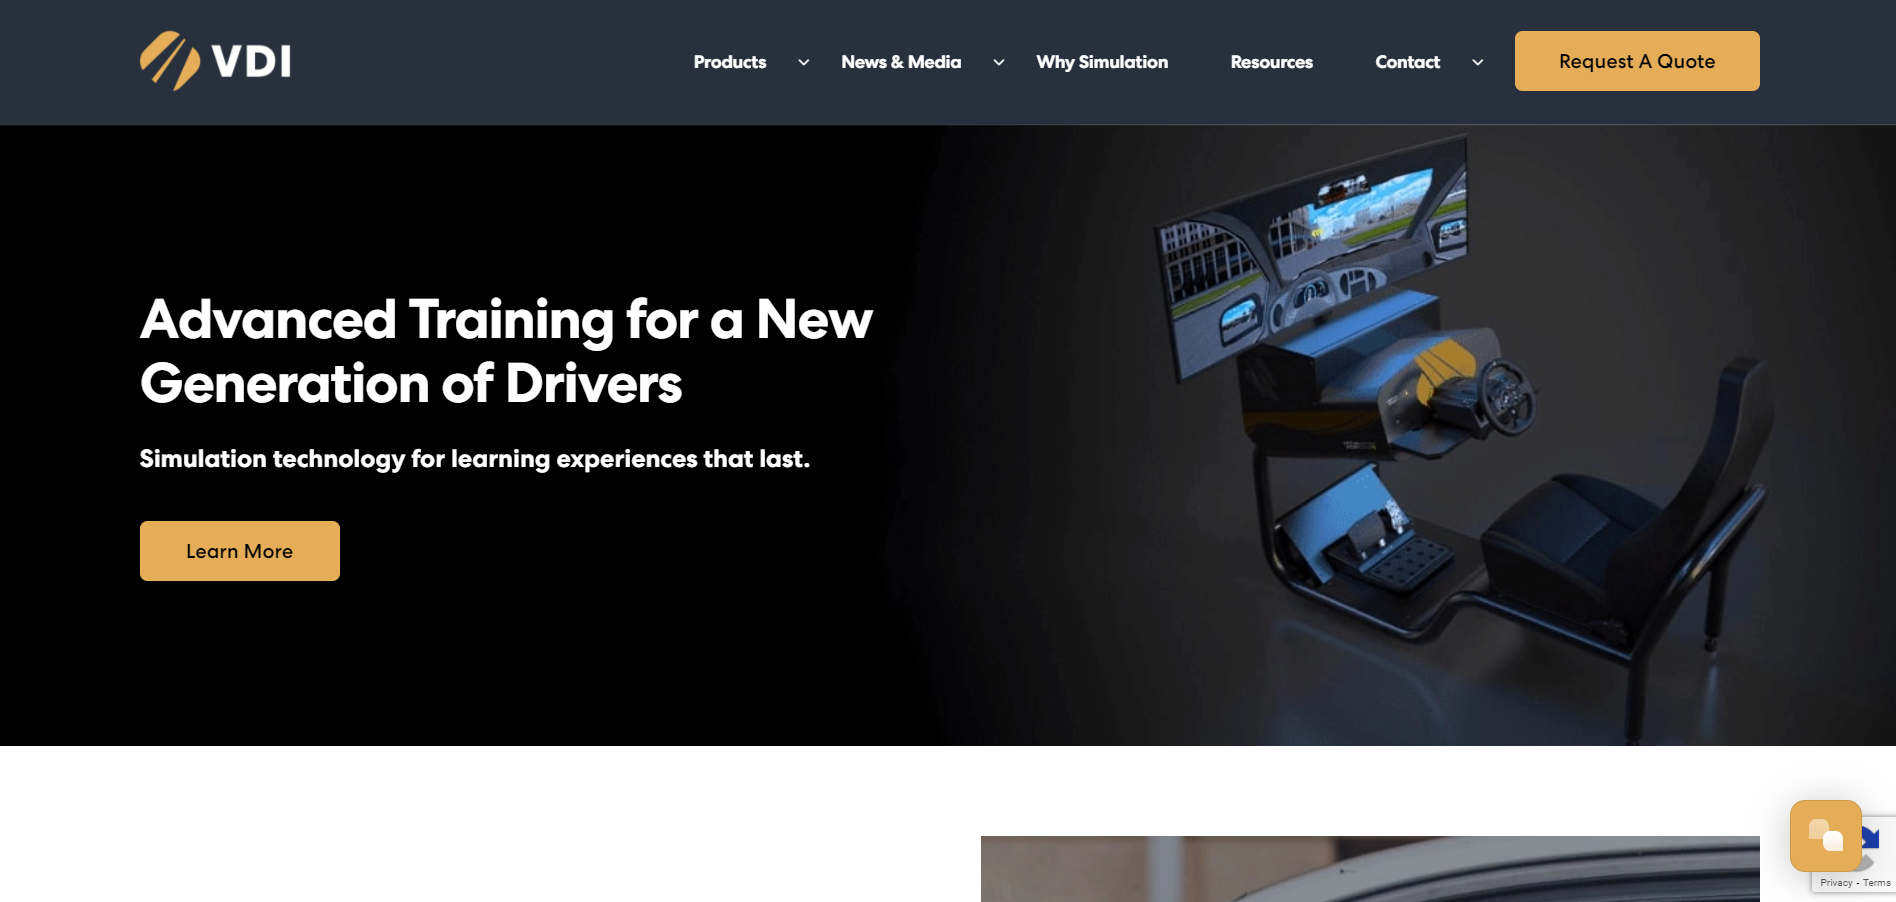 VDI
Products
News & Media
Why Simulation
Resources
Contact
Request A Quote
Advanced Training for a New
Generation of Drivers
Simulation technology for learning experiences that last.
Learn More
Privacy - Terms